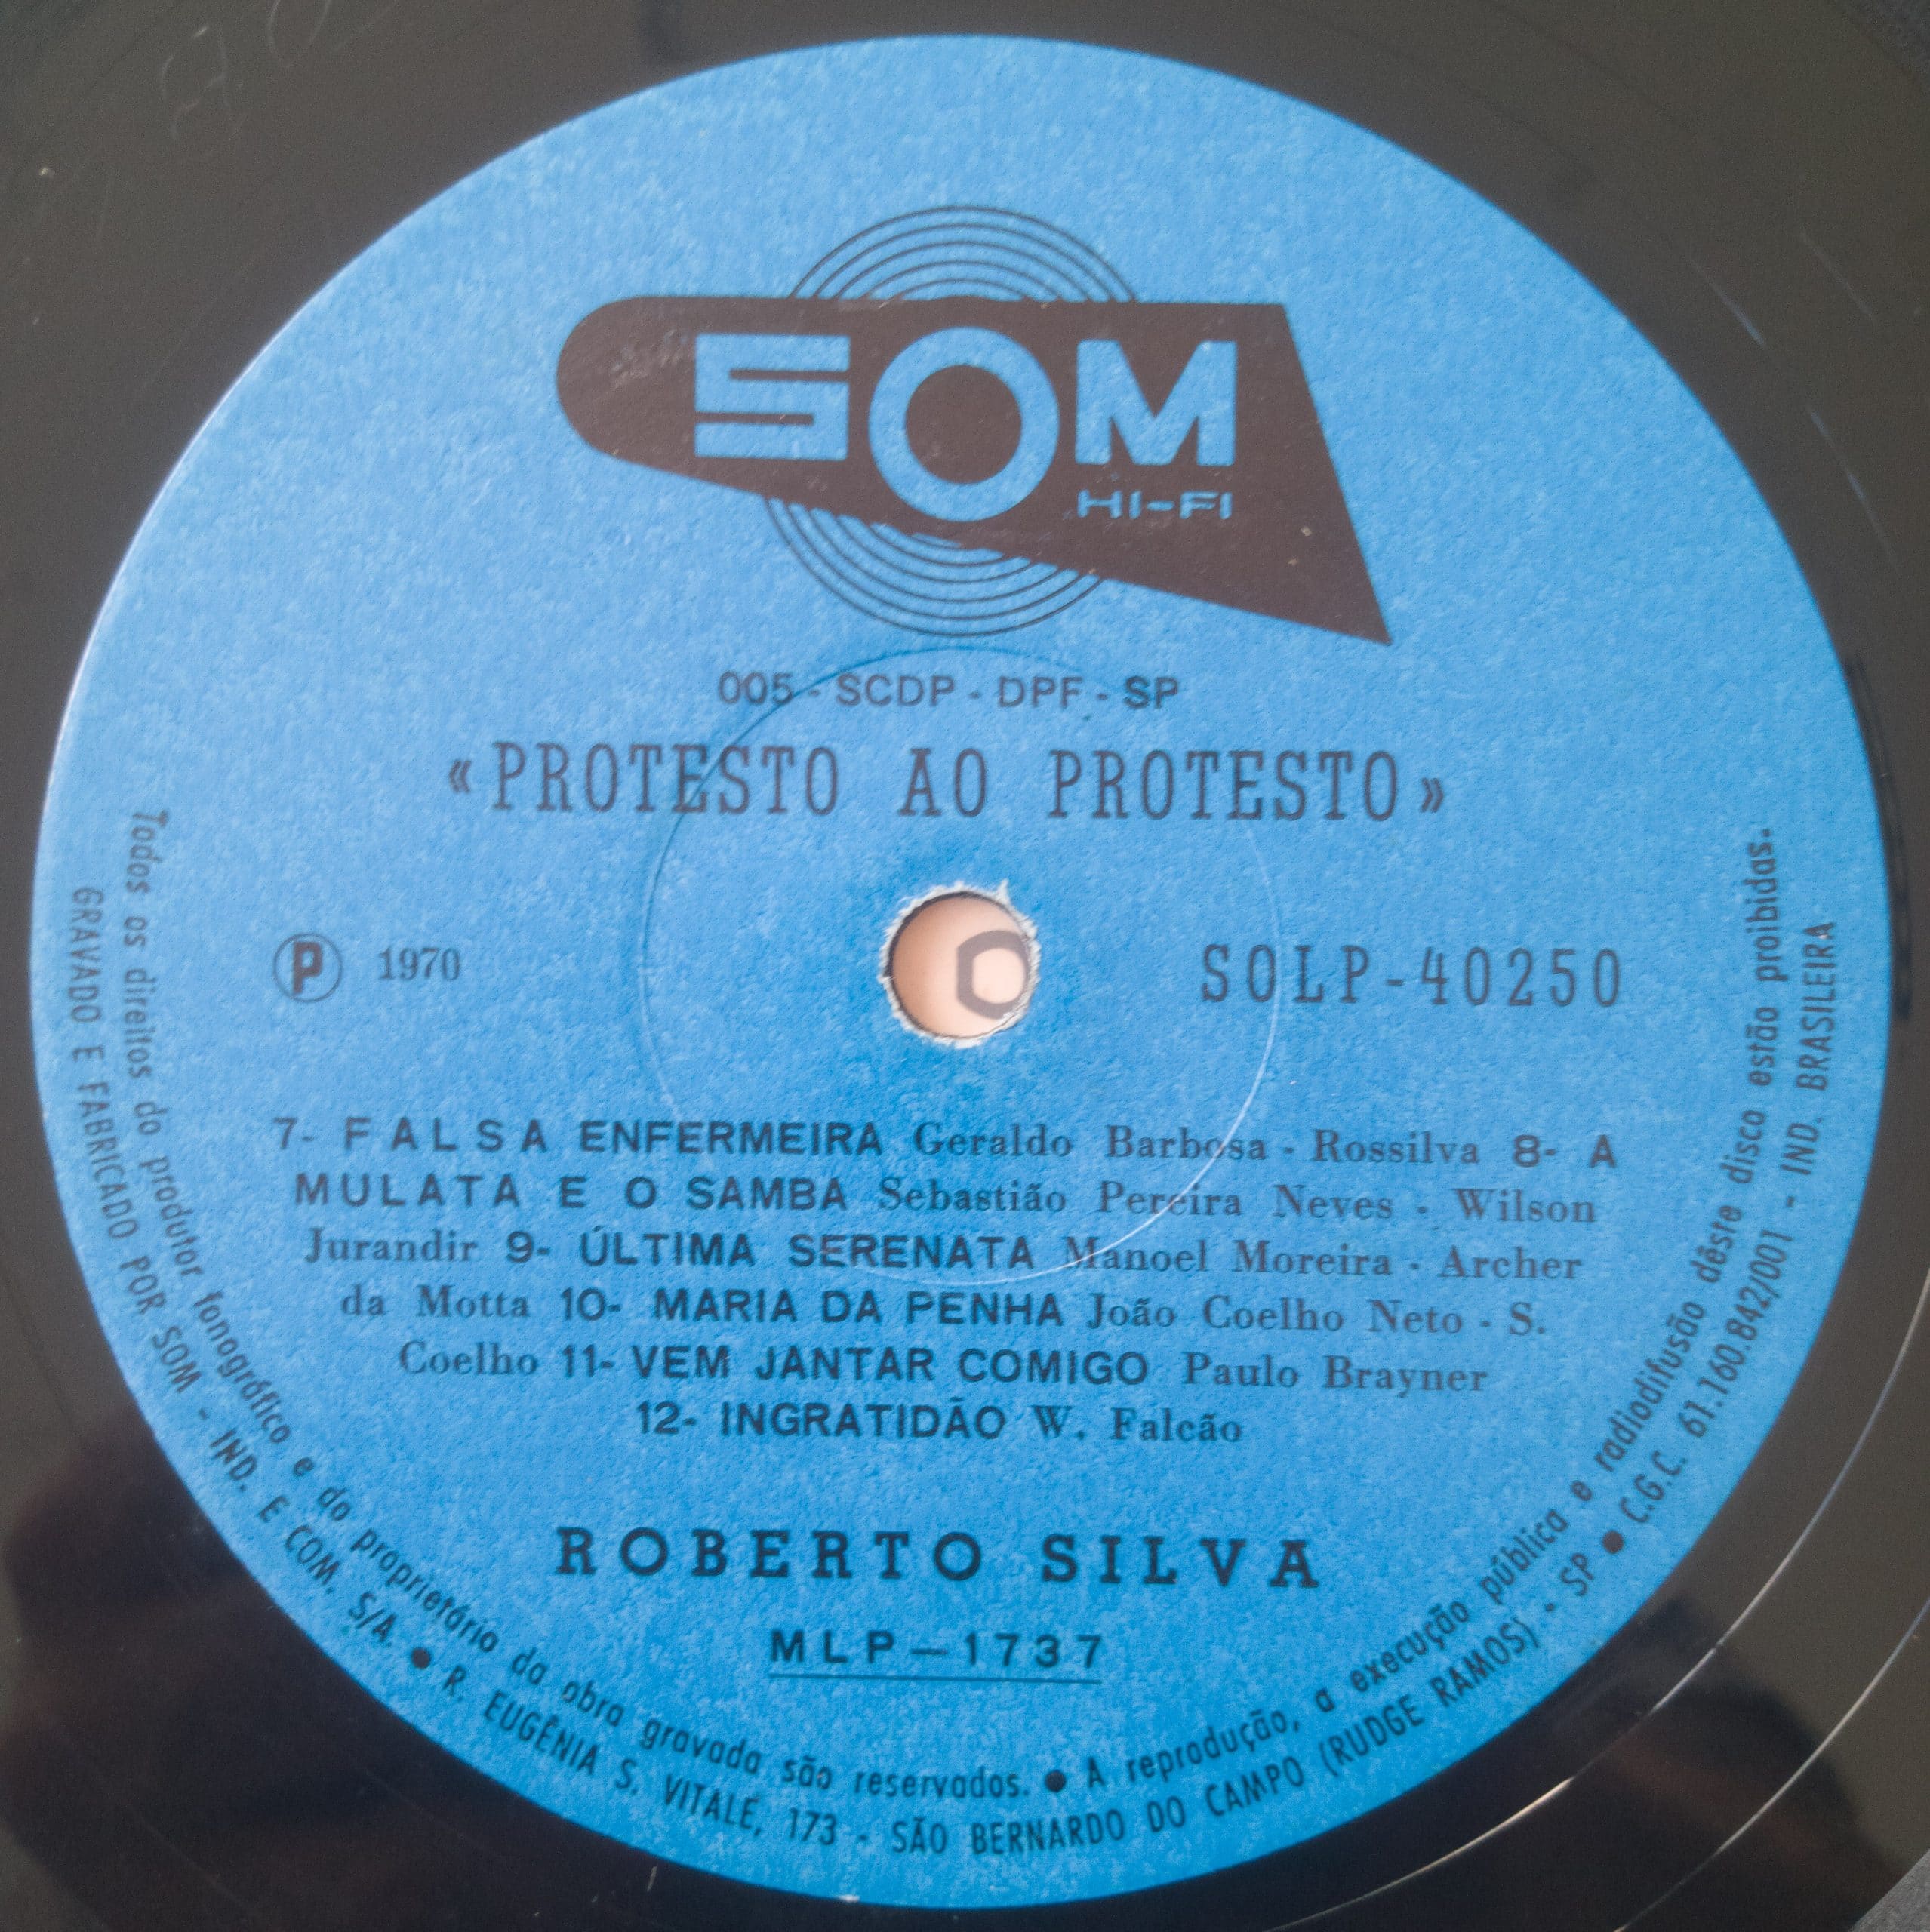 SOM
HI-FI
005 - SCDP - DPF - SP
« PROTESTO AO PROTESTO »
P 1970
SOLP-40250
7- FALSA ENFERMEIRA Geraldo Barbosa - Rossilva 8- A
MULATA E O SAMBA Sebastião Pereira Neves - Wilson
Jurandir 9- ÚLTIMA SERENATA Manoel Moreira - Archer
da Motta 10- MARIA DA PENHA João Coelho Neto - S.
Coelho 11- VEM JANTAR COMIGO Paulo Brayner
12- INGRATIDÃO W. Falcão
ROBERTO SILVA
MLP-1737
Todos os direitos do produtor fonográfico e do proprietário da obra gravada são reservados. ● A reprodução, a execução pública e radiodifusão dêste disco estão proibidas.
GRAVADO E FABRICADO POR SOM - IND. E COM. S/A. ● R. EUGÊNIA S. VITALE, 173 - SÃO BERNARDO DO CAMPO (RUDGE RAMOS) - SP ● C.G.C. 61.160.842/001 - IND. BRASILEIRA